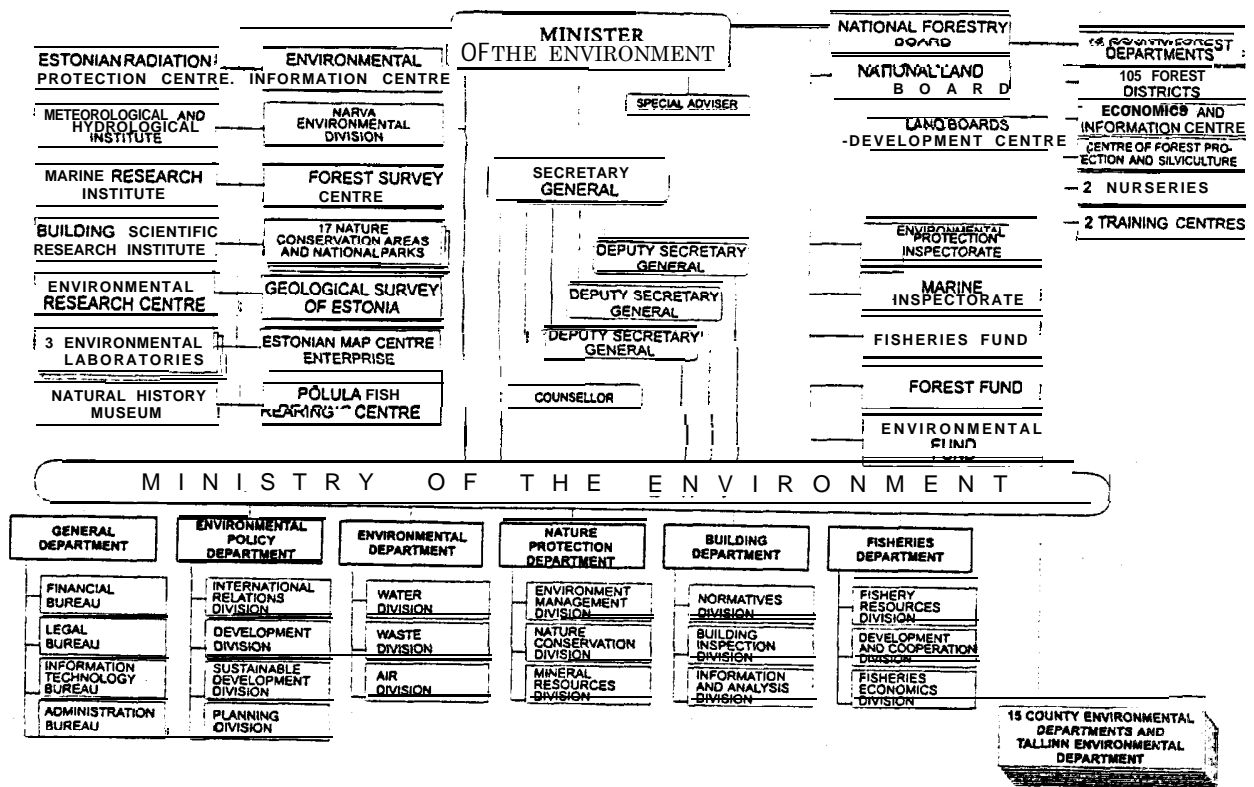 MINISTER
OF THE ENVIRONMENT
SPECIAL ADVISER
SECRETARY
GENERAL
DEPUTY SECRETARY
GENERAL
DEPUTY SECRETARY
GENERAL
DEPUTY SECRETARY
GENERAL
COUNSELLOR
ESTONIAN RADIATION
PROTECTION CENTRE.
METEOROLOGICAL AND
HYDROLOGICAL
INSTITUTE
MARINE RESEARCH
INSTITUTE
BUILDING SCIENTIFIC
RESEARCH INSTITUTE
ENVIRONMENTAL
RESEARCH CENTRE
3 ENVIRONMENTAL
LABORATORIES
NATURAL HISTORY
MUSEUM
ENVIRONMENTAL
INFORMATION CENTRE
NARVA
ENVIRONMENTAL
DIVISION
FOREST SURVEY
CENTRE
17 NATURE
CONSERVATION AREAS
AND NATIONAL PARKS
GEOLOGICAL SURVEY
OF ESTONIA
ESTONIAN MAP CENTRE
ENTERPRISE
PÕLULA FISH
REARING CENTRE
NATIONAL FORESTRY
BOARD
NATIONAL LAND
BOARD
LAND BOARDS
-DEVELOPMENT CENTRE
ENVIRONMENTAL
PROTECTION
INSPECTORATE
MARINE
INSPECTORATE
FISHERIES FUND
FOREST FUND
ENVIRONMENTAL
FUND
FOREST
DEPARTMENTS
105 FOREST
DISTRICTS
ECONOMICS AND
INFORMATION CENTRE
CENTRE OF FOREST PRO-
ECTION AND SILVICULTURE
2 NURSERIES
2 TRAINING CENTRES
MINISTRY OF THE ENVIRONMENT
GENERAL
DEPARTMENT
FINANCIAL
BUREAU
LEGAL
BUREAU
INFORMATION
TECHNOLOGY
BUREAU
ADMINISTRATION
BUREAU
ENVIRONMENTAL
POLICY
DEPARTMENT
INTERNATIONAL
RELATIONS
DIVISION
DEVELOPMENT
DIVISION
SUSTAINABLE
DEVELOPMENT
DIVISION
PLANNING
DIVISION
ENVIRONMENTAL
DEPARTMENT
WATER
DIVISION
WASTE
DIVISION
AIR
DIVISION
NATURE
PROTECTION
DEPARTMENT
ENVIRONMENT
MANAGEMENT
DIVISION
NATURE
CONSERVATION
DIVISION
MINERAL
RESOURCES
DIVISION
BUILDING
DEPARTMENT
NORMATIVES
DIVISION
BUILDING
INSPECTION
DIVISION
INFORMATION
AND ANALYSIS
DIVISION
FISHERIES
DEPARTMENT
FISHERY
RESOURCES
DIVISION
DEVELOPMENT
AND COOPERATION
DIVISION
FISHERIES
ECONOMICS
DIVISION
15 COUNTY ENVIRONMENTAL
DEPARTMENTS AND
TALLINN ENVIRONMENTAL
DEPARTMENT